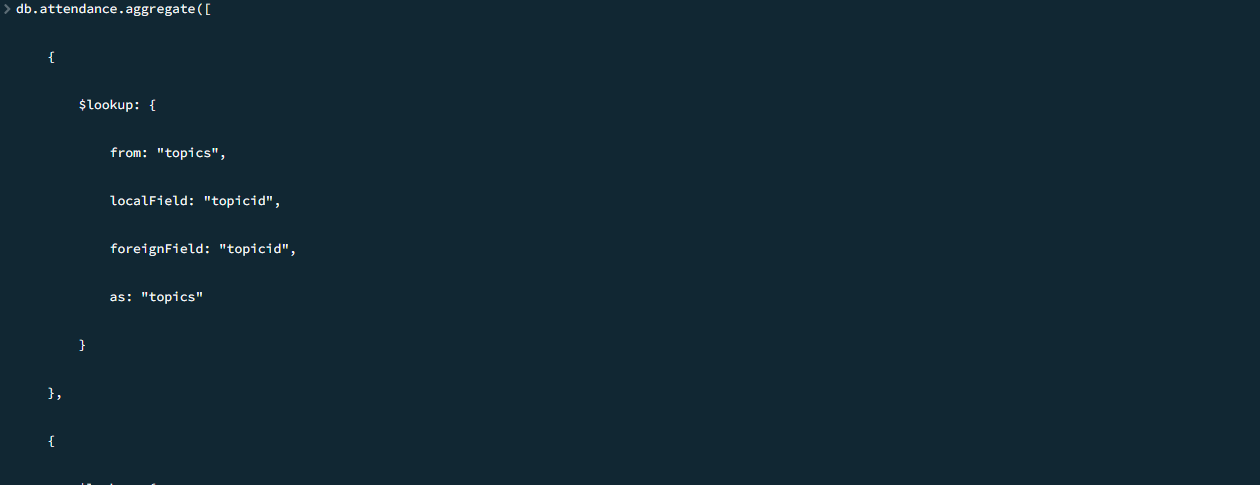 db.attendance.aggregate([
{
$lookup: {
from: "topics",
localField: "topicid",
foreignField: "topicid",
as: "topics"
}
},
{